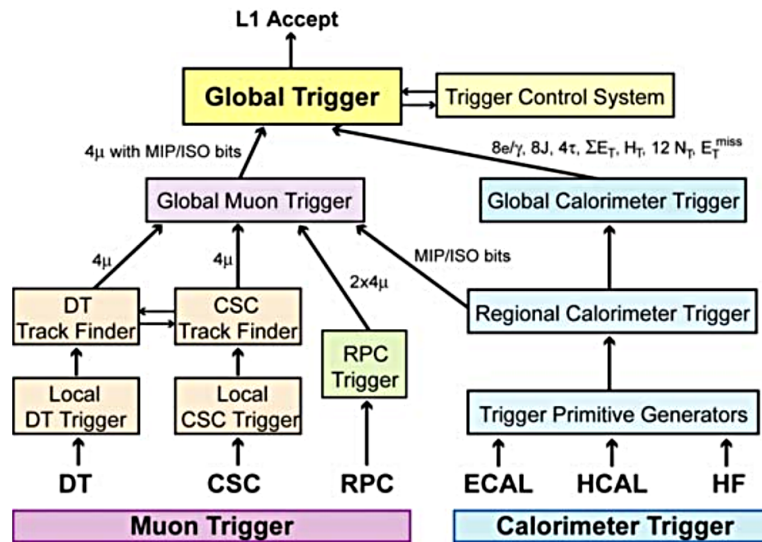 L1 Accept
Global Trigger
Trigger Control System
4μ with MIP/ISO bits
8e/γ, 8J, 4τ, ΣE_T, H_T, 12 N_T, E_T^miss
Global Muon Trigger
Global Calorimeter Trigger
4μ
4μ
2x4μ
MIP/ISO bits
DT
Track Finder
CSC
Track Finder
RPC
Trigger
Regional Calorimeter Trigger
Local
DT Trigger
Local
CSC Trigger
Trigger Primitive Generators
DT
CSC
RPC
ECAL
HCAL
HF
Muon Trigger
Calorimeter Trigger